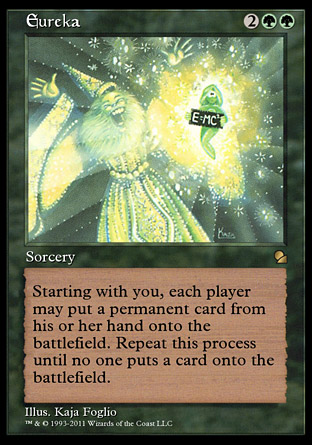 Eureka
2
E=MC²
Sorcery
Starting with you, each player
may put a permanent card from
his or her hand onto the
battlefield. Repeat this process
until no one puts a card onto the
battlefield.
Illus. Kaja Foglio
™ & © 1993-2011 Wizards of the Coast LLC